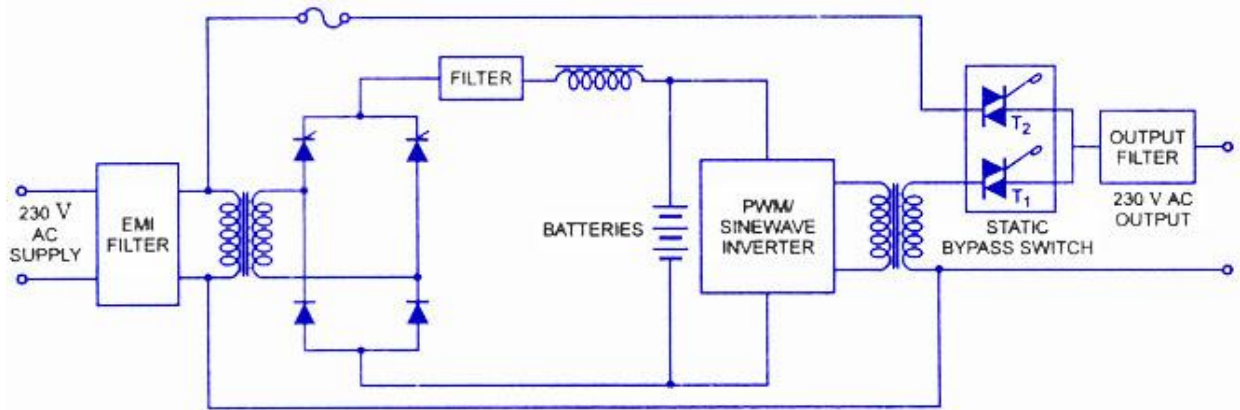 FILTER
230 V
AC
SUPPLY
EMI
FILTER
BATTERIES
PWM/
SINEWAVE
INVERTER
T2
T1
STATIC
BYPASS SWITCH
OUTPUT
FILTER
230 V AC
OUTPUT